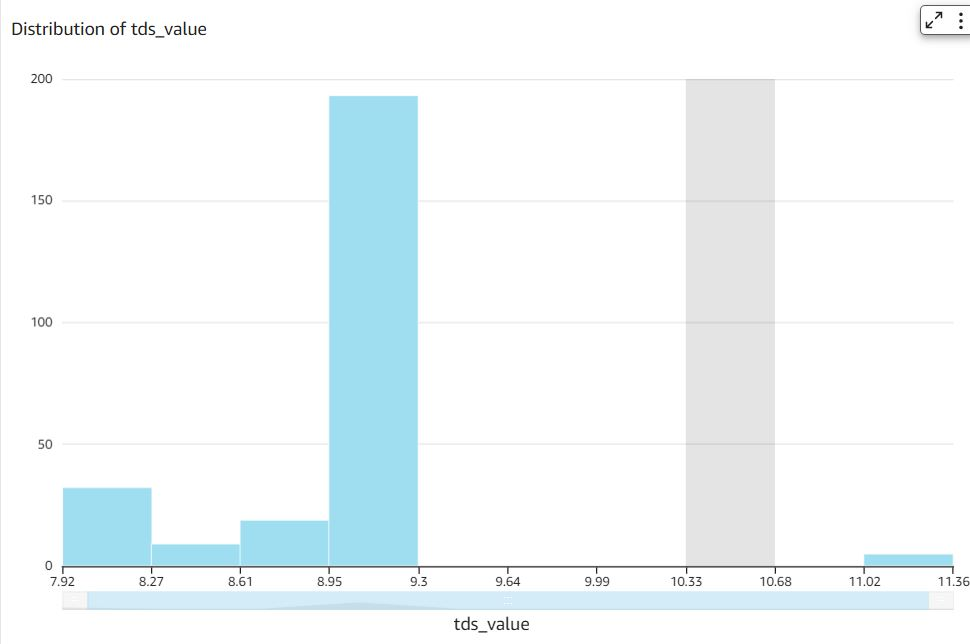 Distribution of tds_value
200
150
100
50
0
7.92 8.27 8.61 8.95 9.3 9.64 9.99 10.33 10.68 11.02 11.36
tds_value